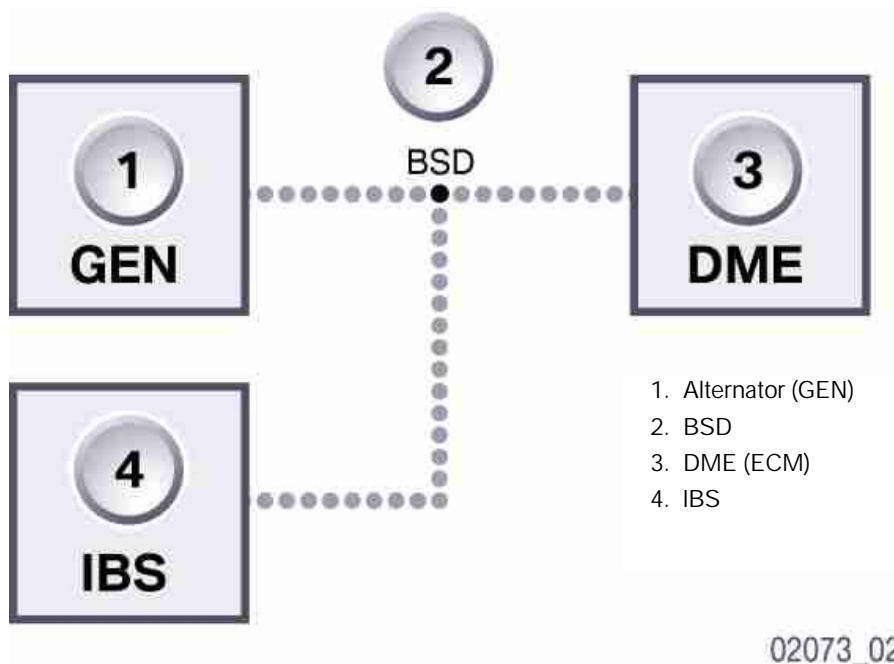 2
BSD
1
GEN
3
DME
4
IBS
1. Alternator (GEN)
2. BSD
3. DME (ECM)
4. IBS
02073_02